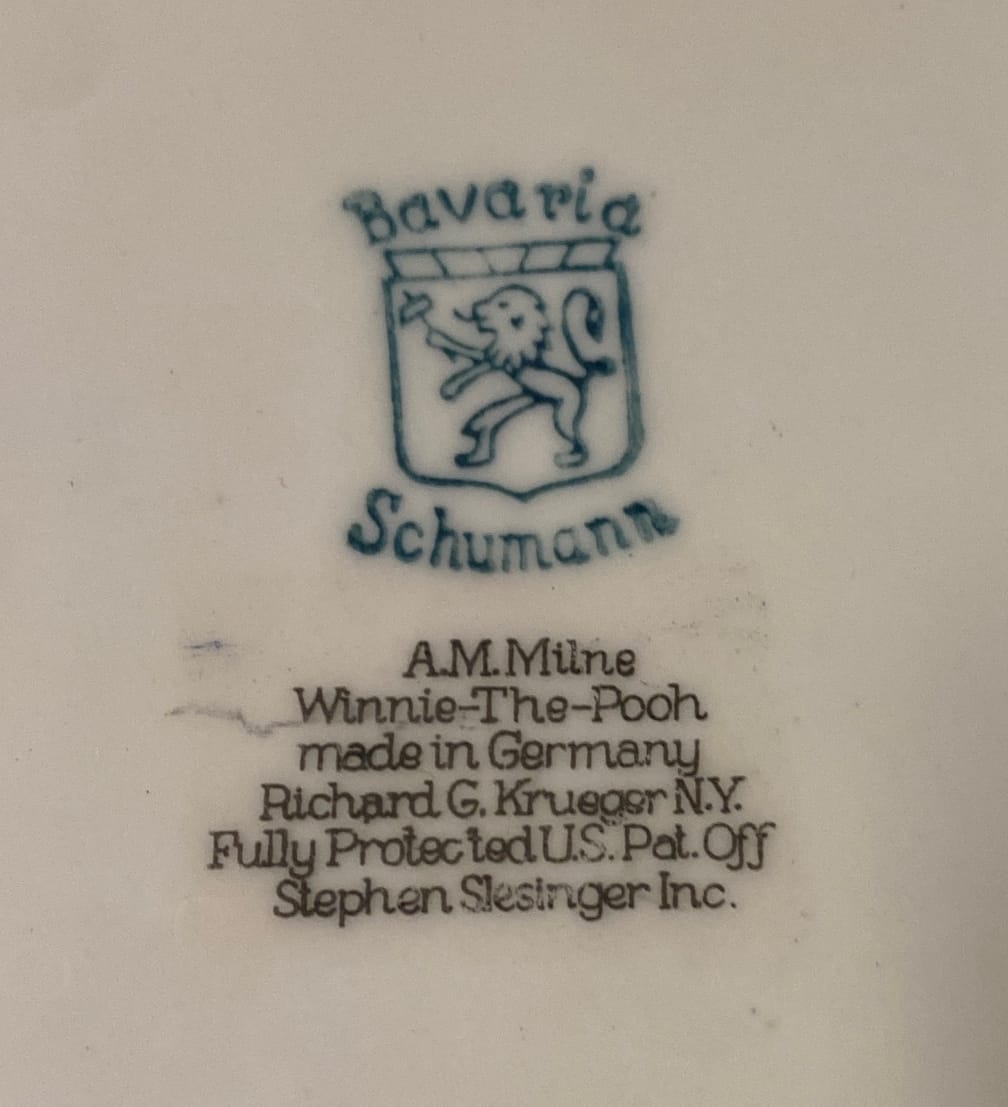 Bavaria
Schumann
A.M. Milne
Winnie-The-Pooh
made in Germany
Richard G. Krueger N.Y.
Fully Protected U.S. Pat. Off
Stephen Slesinger Inc.